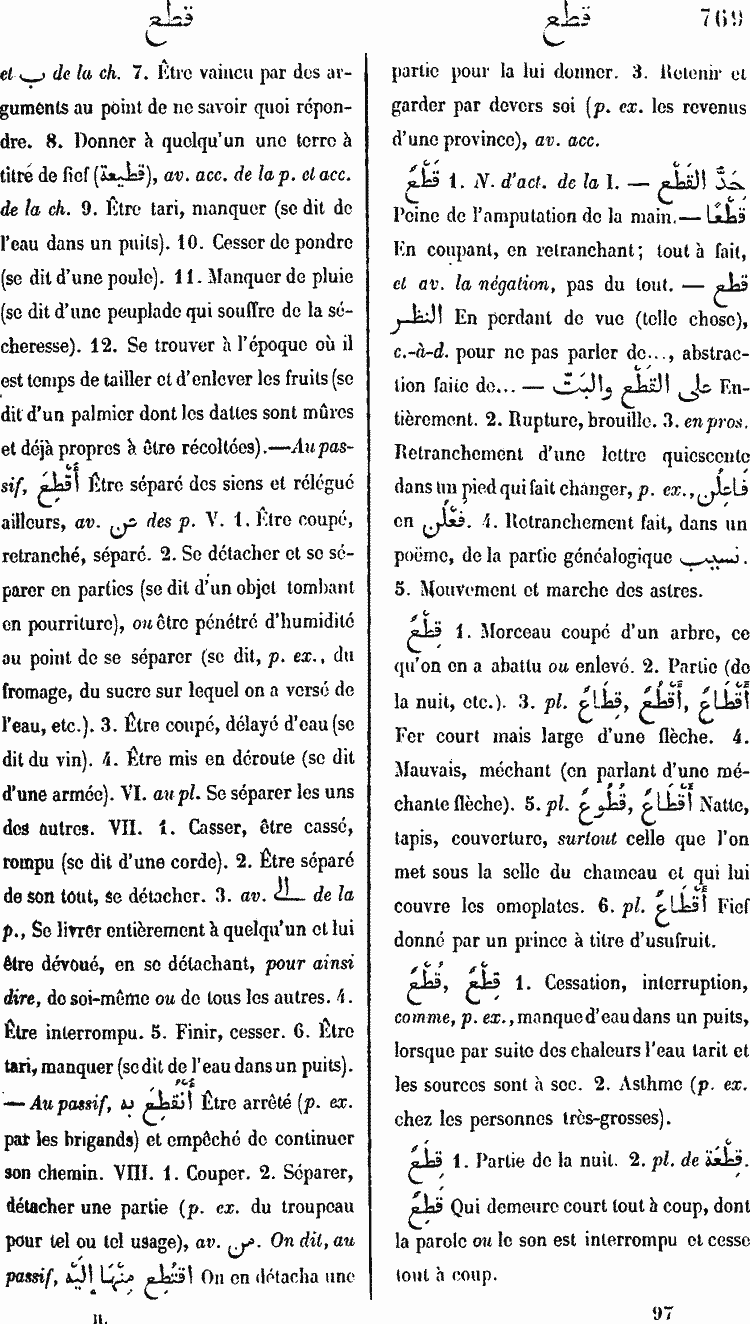 قطع
قطع
769
et ب de la ch. 7. Être vaincu par des ar-
guments au point de ne savoir quoi répon-
dre. 8. Donner à quelqu'un une terre à
titre de fief (قطيعة), av. acc. de la p. et acc.
de la ch. 9. Être tari, manquer (se dit de
l'eau dans un puits). 10. Cesser de pondre
(se dit d'une poule). 11. Manquer de pluie
(se dit d'une peuplade qui souffre de la sé-
cheresse). 12. Se trouver à l'époque où il
est temps de tailler et d'enlever les fruits (se
dit d'un palmier dont les dattes sont mûres
et déjà propres à être récoltées).—Au pas-
sif, أُقْطِعَ Être séparé des siens et rélégué
ailleurs, av. عن des p. V. 1. Être coupé,
retranché, séparé. 2. Se détacher et se sé-
parer en parties (se dit d'un objet tombant
en pourriture), ou être pénétré d'humidité
au point de se séparer (se dit, p. ex., du
fromage, du sucre sur lequel on a versé de
l'eau, etc.). 3. Être coupé, délayé d'eau (se
dit du vin). 4. Être mis en déroute (se dit
d'une armée). VI. au pl. Se séparer les uns
des autres. VII. 1. Casser, être cassé,
rompu (se dit d'une corde). 2. Être séparé
de son tout, se détacher. 3. av. الـ de la
p., Se livrer entièrement à quelqu'un et lui
être dévoué, en se détachant, pour ainsi
dire, de soi-même ou de tous les autres. 4.
Être interrompu. 5. Finir, cesser. 6. Être
tari, manquer (se dit de l'eau dans un puits).
— Au passif, أُنْقُطِعَ به Être arrêté (p. ex.
par les brigands) et empêché de continuer
son chemin. VIII. 1. Couper. 2. Séparer,
détacher une partie (p. ex. du troupeau
pour tel ou tel usage), av. من. On dit, au
passif, اقتُطِع مِنْهَا إِلَيْهِ On en détacha une
II.
partie pour la lui donner. 3. Retenir et
garder par devers soi (p. ex. les revenus
d'une province), av. acc.
قَطْعٌ 1. N. d'act. de la I. — حَدُّ القَطْعِ
Peine de l'amputation de la main.— قَطْعًا
En coupant, en retranchant; tout à fait,
et av. la négation, pas du tout. — قطع
النظر En perdant de vue (telle chose),
c.-à-d. pour ne pas parler de..., abstrac-
tion faite de... — على القَطْعِ والبَتِّ En-
tièrement. 2. Rupture, brouille. 3. en pros.
Retranchement d'une lettre quiescente
dans un pied qui fait changer, p. ex., فَاعِلُن
en فَعْلُن. 4. Retranchement fait, dans un
poëme, de la partie généalogique نسيب.
5. Mouvement et marche des astres.
قِطْعٌ 1. Morceau coupé d'un arbre, ce
qu'on en a abattu ou enlevé. 2. Partie (de
la nuit, etc.). 3. pl. قِطَاعٌ, أَقْطُعٌ, أَقْطَاعٌ
Fer court mais large d'une flèche. 4.
Mauvais, méchant (en parlant d'une mé-
chante flèche). 5. pl. قُطُوعٌ, أَقْطَاعٌ Natte,
tapis, couverture, surtout celle que l'on
met sous la selle du chameau et qui lui
couvre les omoplates. 6. pl. أَقْطَاعٌ Fief
donné par un prince à titre d'usufruit.
قُطْعٌ, قُطُعٌ 1. Cessation, interruption,
comme, p. ex., manque d'eau dans un puits,
lorsque par suite des chaleurs l'eau tarit et
les sources sont à sec. 2. Asthme (p. ex.
chez les personnes très-grosses).
قِطَعٌ 1. Partie de la nuit. 2. pl. de قِطْعَة.
قَطِعٌ Qui demeure court tout à coup, dont
la parole ou le son est interrompu et cesse
tout à coup.
97